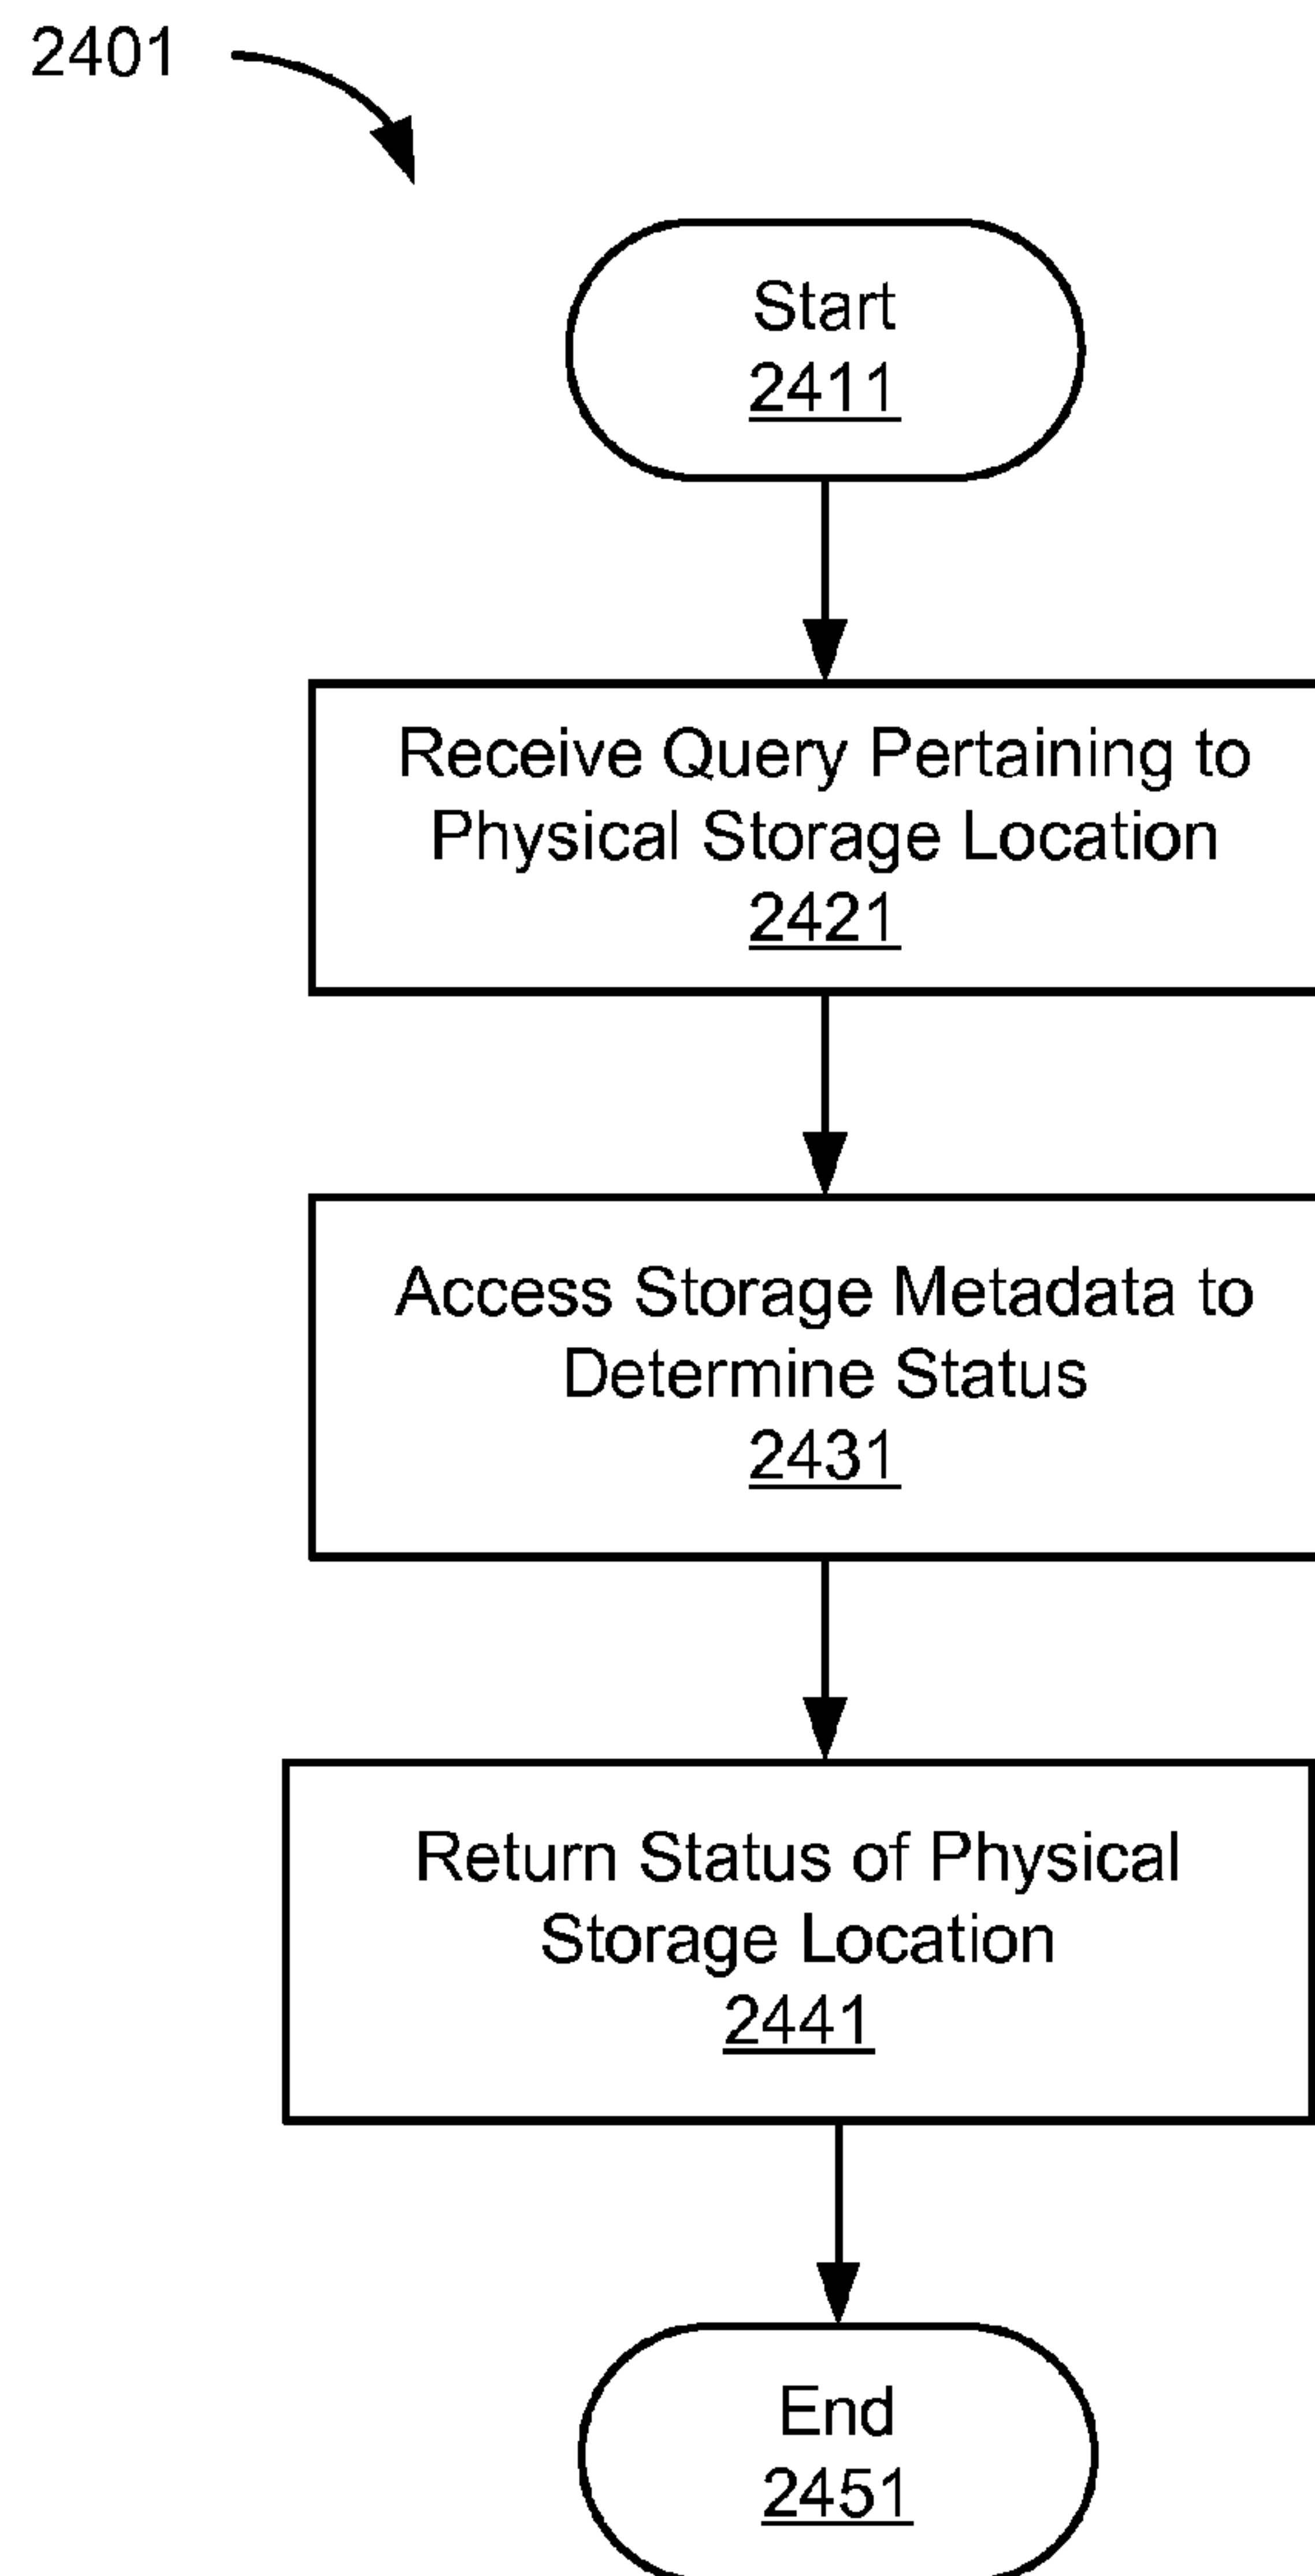 2401
Start
2411
Receive Query Pertaining to
Physical Storage Location
2421
Access Storage Metadata to
Determine Status
2431
Return Status of Physical
Storage Location
2441
End
2451